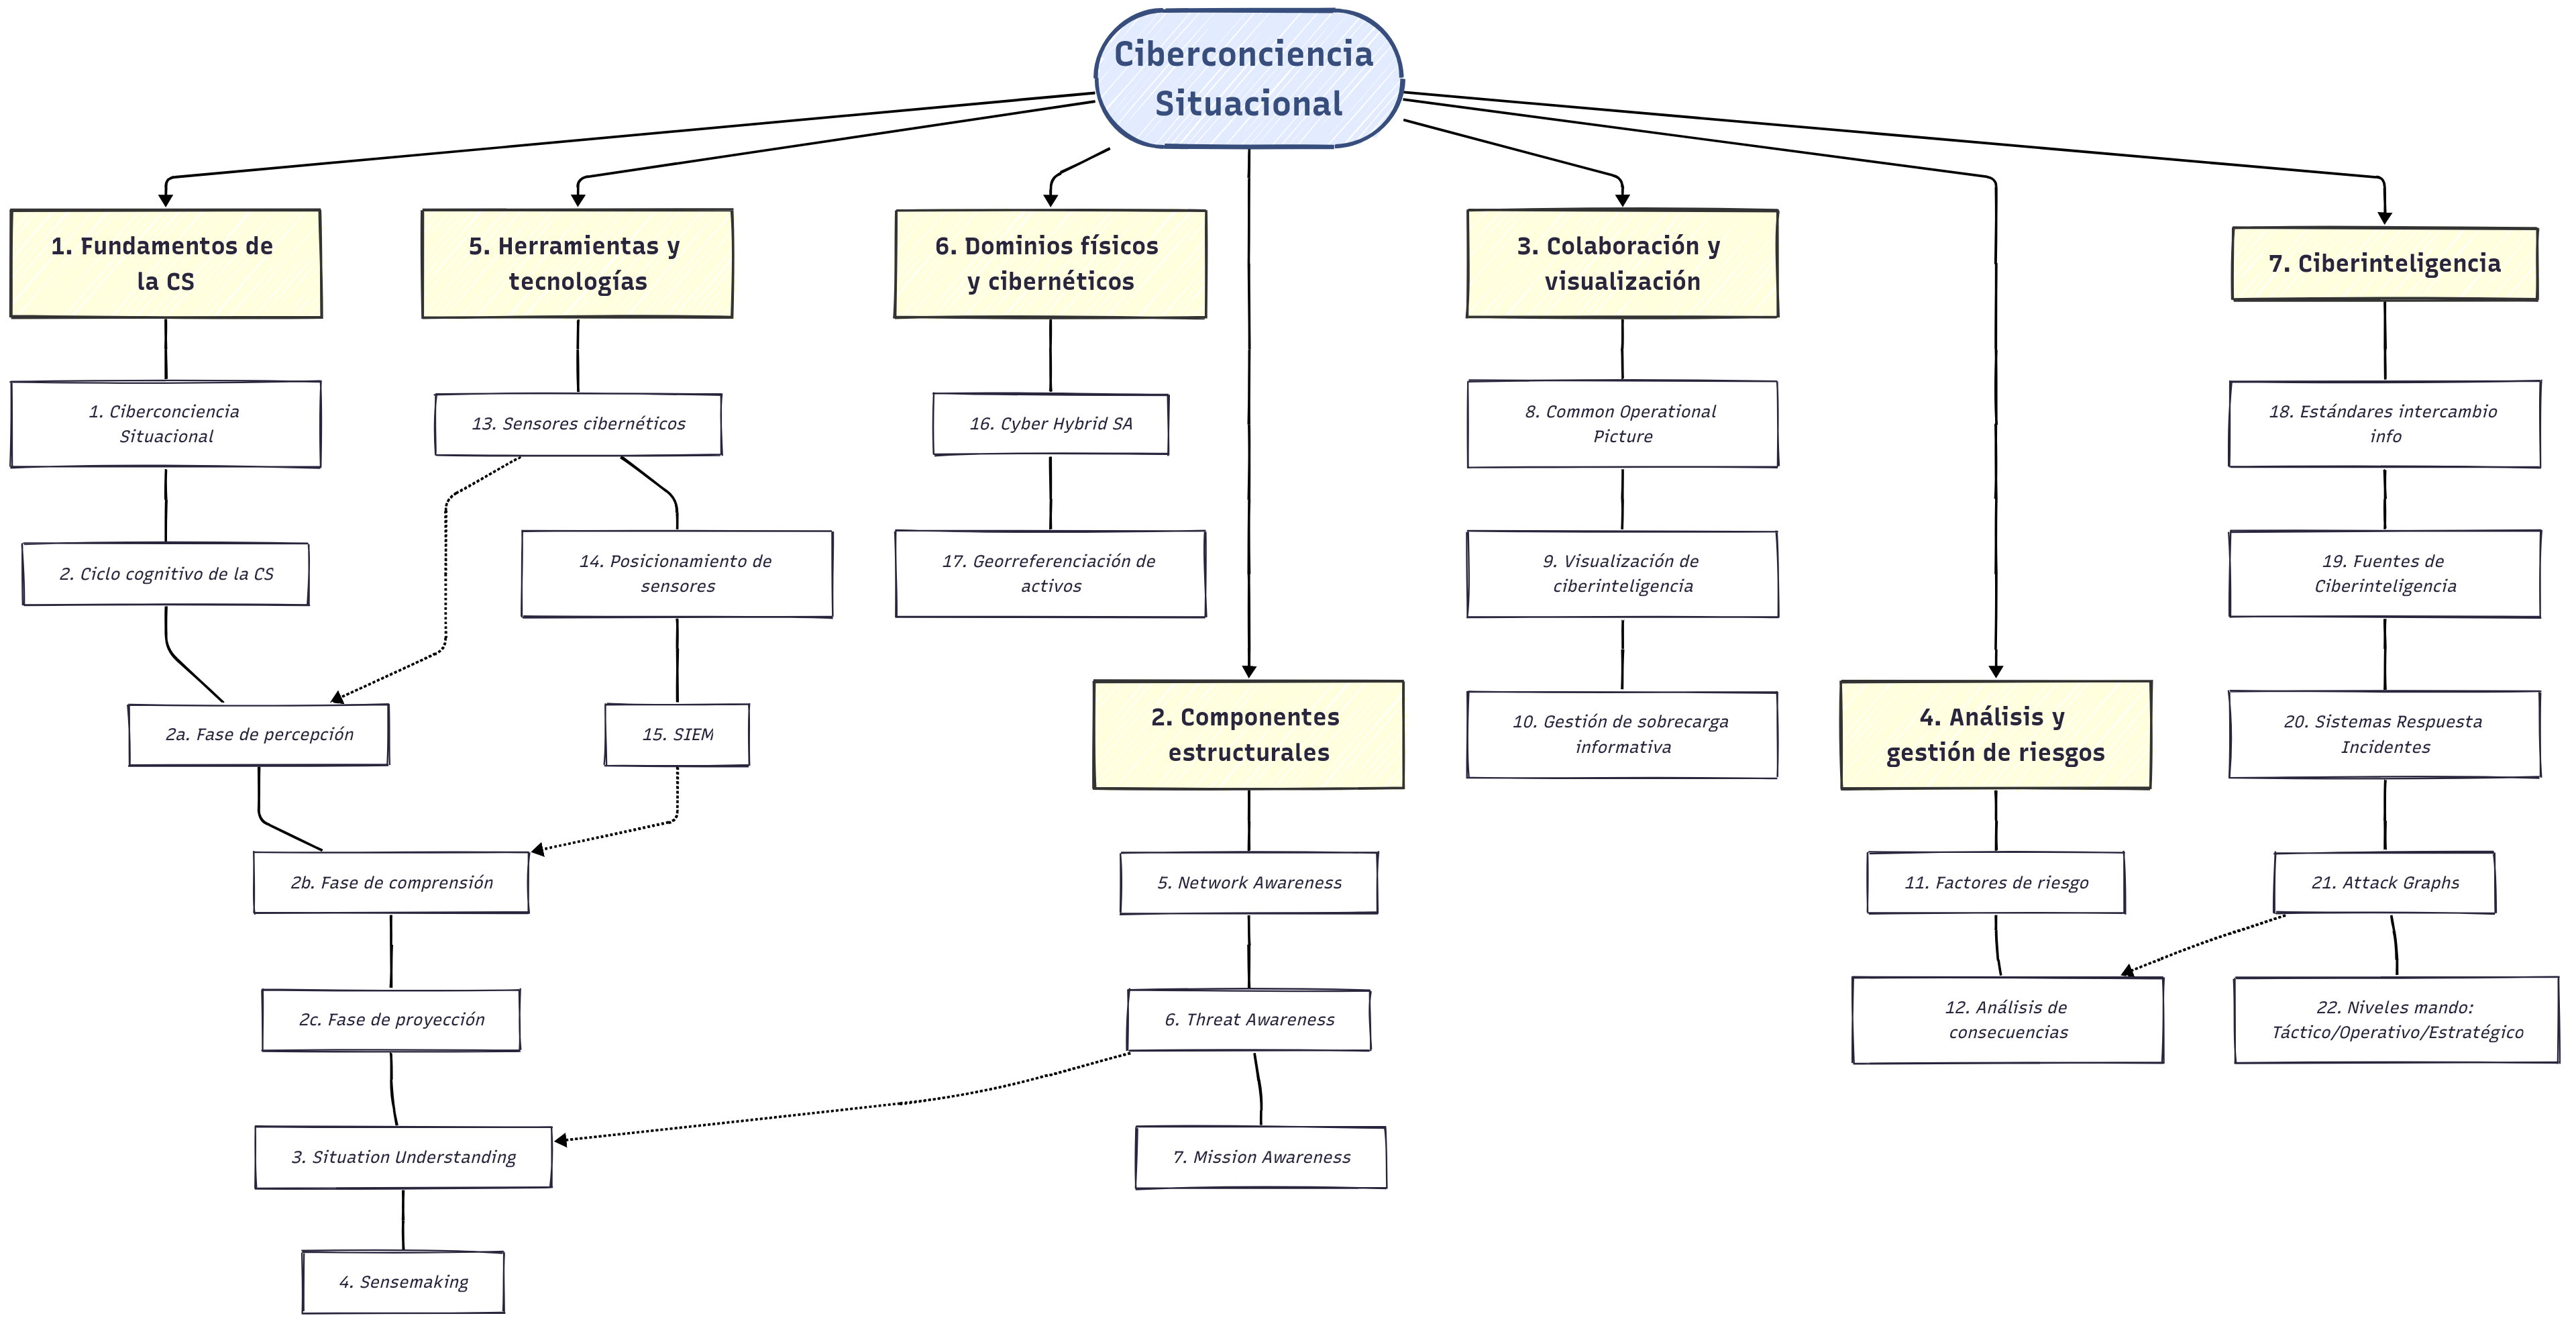 Ciberconciencia
Situacional
1. Fundamentos de
la CS
5. Herramientas y
tecnologías
6. Dominios físicos
y cibernéticos
3. Colaboración y
visualización
7. Ciberinteligencia
1. Ciberconciencia
Situacional
13. Sensores cibernéticos
16. Cyber Hybrid SA
8. Common Operational
Picture
18. Estándares intercambio
info
2. Ciclo cognitivo de la CS
14. Posicionamiento de
sensores
17. Georreferenciación de
activos
9. Visualización de
ciberinteligencia
19. Fuentes de
Ciberinteligencia
2a. Fase de percepción
15. SIEM
2. Componentes
estructurales
10. Gestión de sobrecarga
informativa
4. Análisis y
gestión de riesgos
20. Sistemas Respuesta
Incidentes
2b. Fase de comprensión
5. Network Awareness
11. Factores de riesgo
21. Attack Graphs
2c. Fase de proyección
6. Threat Awareness
12. Análisis de
consecuencias
22. Niveles mando:
Táctico/Operativo/Estratégico
3. Situation Understanding
7. Mission Awareness
4. Sensemaking